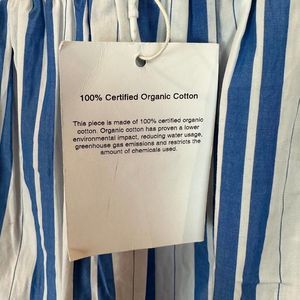 100% Certified Organic Cotton
This piece is made of 100% certified organic
cotton. Organic cotton has proven a lower
environmental impact, reducing water usage,
greenhouse gas emissions and restricts the
amount of chemicals used.